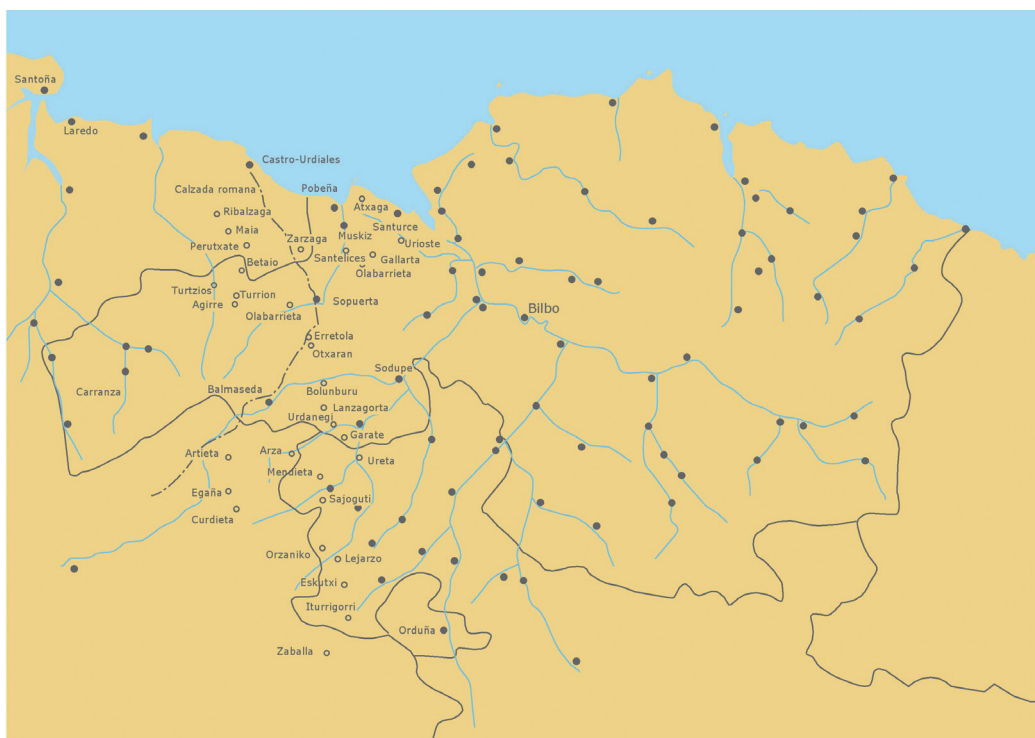 Santoña
Laredo
Castro-Urdiales
Calzada romana
Pobeña
Atxaga
Ribalzaga
Santurce
Maia
Muskiz
Urioste
Perutxate
Zarzaga
Santelices
Gallarta
Betaio
Olabarrieta
Turtzios
Turrion
Agirre
Sopuerta
Olabarrieta
Bilbo
Erretola
Otxaran
Sodupe
Carranza
Balmaseda
Bolunburu
Lanzagorta
Urdanegi
Garate
Artieta
Arza
Ureta
Mendieta
Egaña
Sajoguti
Curdieta
Orzaniko
Lejarzo
Eskutxi
Iturrigorri
Orduña
Zaballa